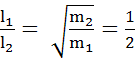 l₁/l₂ = √(m₂/m₁) = 1/2